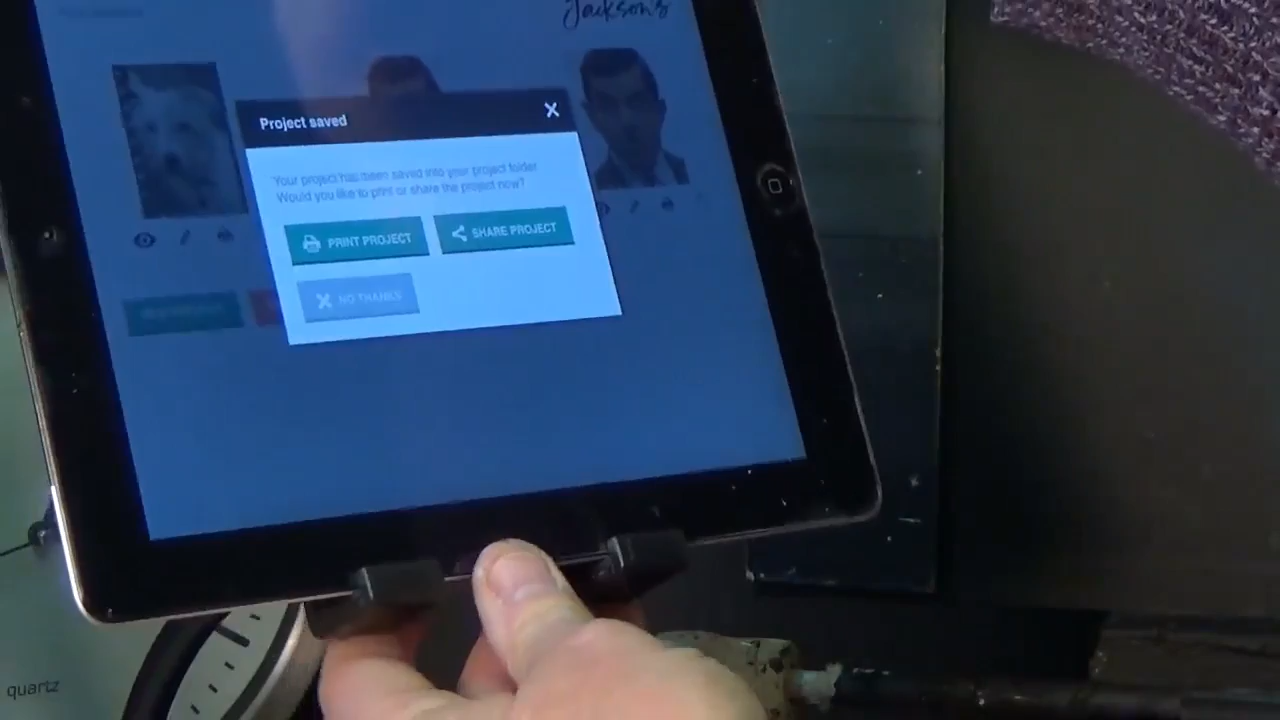 Jackson's
Project saved
Your project has been saved into your project folder.
Would you like to print or share the project now?
PRINT PROJECT
SHARE PROJECT
NO THANKS
quartz